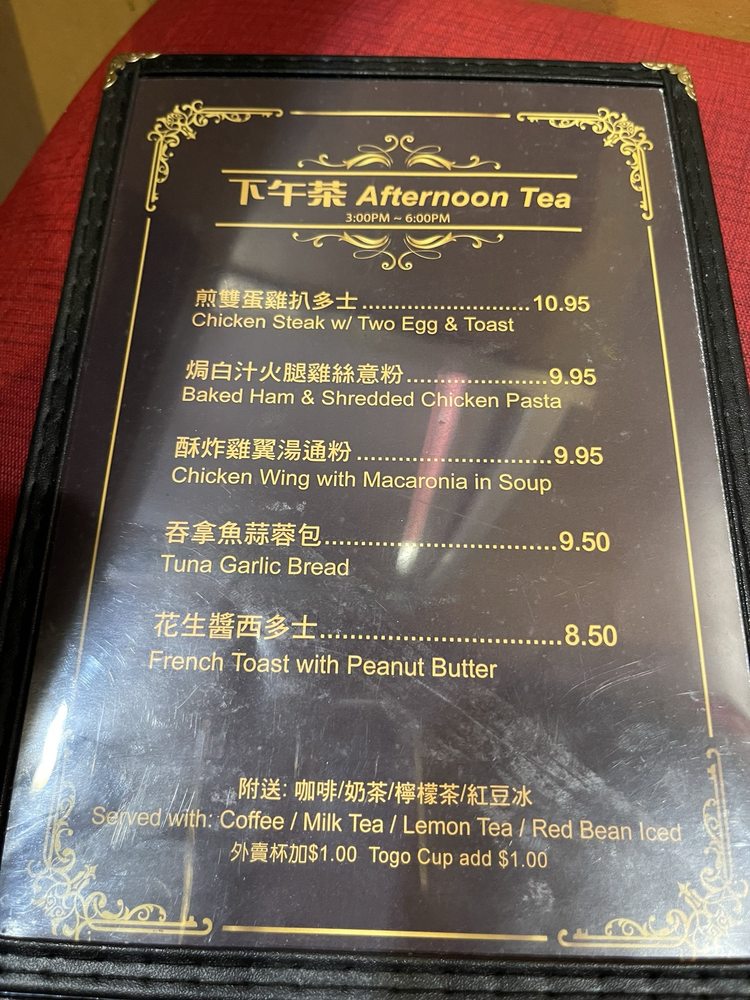 下午茶 Afternoon Tea
3:00PM ~ 6:00PM
煎雙蛋雞扒多士............................10.95
Chicken Steak w/ Two Egg & Toast
焗白汁火腿雞絲意粉.......................9.95
Baked Ham & Shredded Chicken Pasta
酥炸雞翼湯通粉................................9.95
Chicken Wing with Macaronia in Soup
吞拿魚蒜蓉包.....................................9.50
Tuna Garlic Bread
花生醬西多士......................................8.50
French Toast with Peanut Butter
附送: 咖啡/奶茶/檸檬茶/紅豆冰
Served with: Coffee / Milk Tea / Lemon Tea / Red Bean Iced
外賣杯加$1.00 Togo Cup add $1.00